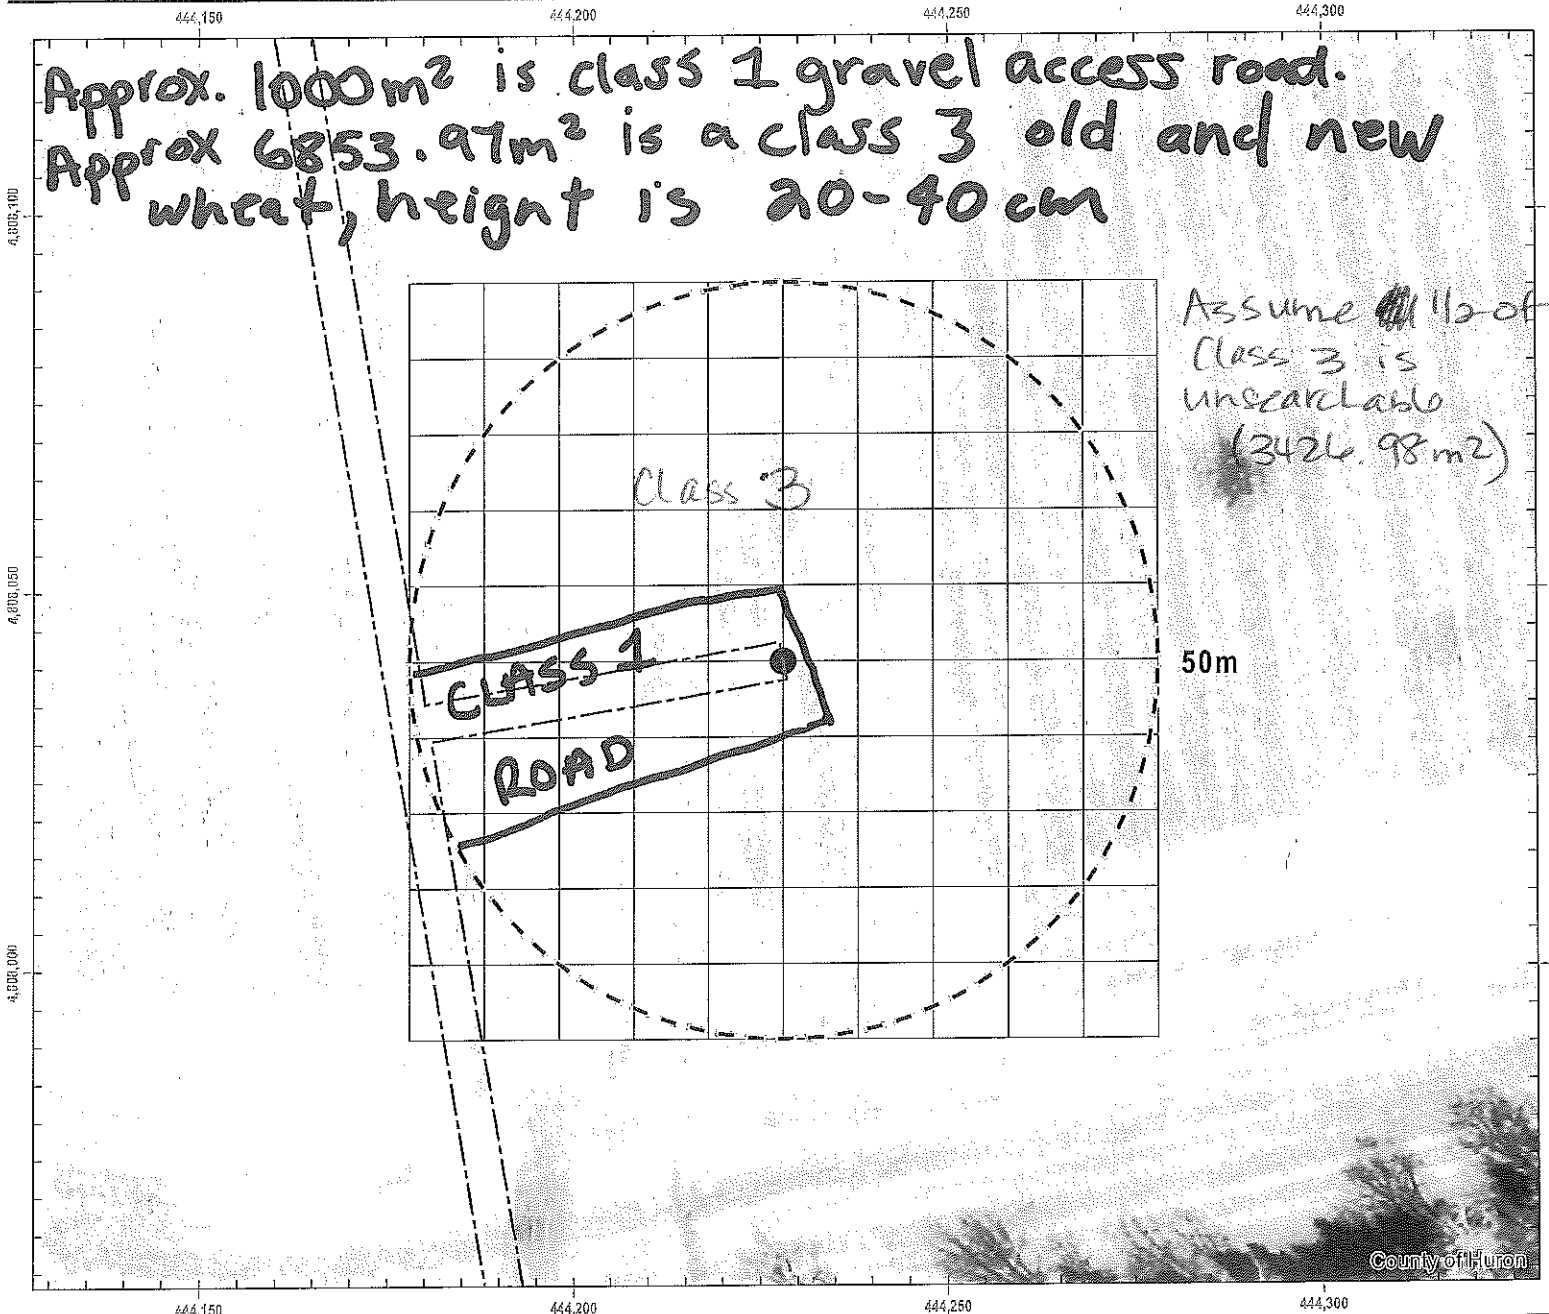 444,150 444,200 444,250 444,300
Approx. 1000m² is class 1 gravel access road.
Approx 6853.97m² is a class 3 old and new
wheat, height is 20-40 cm
4,808,100
Assume 1/2 of
Class 3 is
unsearchable
(3426.98m2)
Class 3
4,808,050
CLASS 1
50m
ROAD
4,808,000
County of Huron
444,150 444,200 444,250 444,300